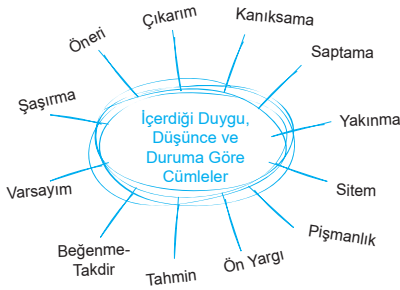 Çıkarım
Kanıksama
Öneri
Saptama
Şaşırma
Yakınma
İçerdiği Duygu,
Düşünce ve
Duruma Göre
Cümleler
Varsayım
Sitem
Beğenme-
Takdir
Pişmanlık
Tahmin
Ön Yargı